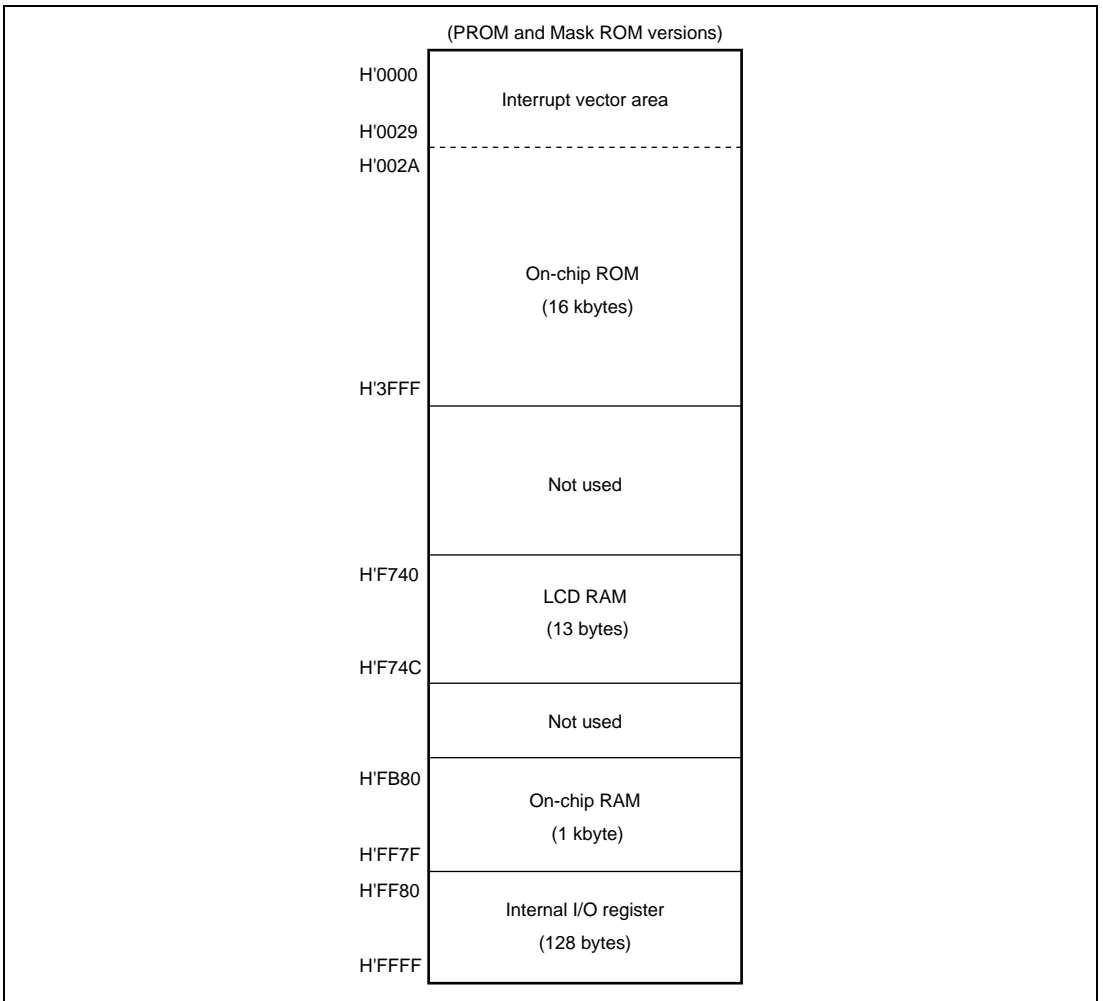 (PROM and Mask ROM versions)
H'0000
Interrupt vector area
H'0029
H'002A
On-chip ROM
(16 kbytes)
H'3FFF
Not used
H'F740
LCD RAM
(13 bytes)
H'F74C
Not used
H'FB80
On-chip RAM
(1 kbyte)
H'FF7F
H'FF80
Internal I/O register
(128 bytes)
H'FFFF